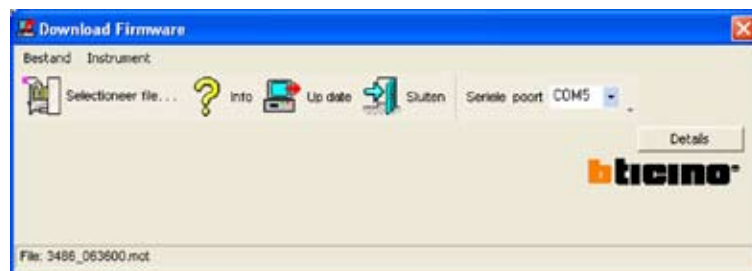 Download Firmware
Bestand Instrument
Selectioneer file... Info Up date Sluiten Seriele poort COM5
Details
bticino
File: 3486_063600.mot